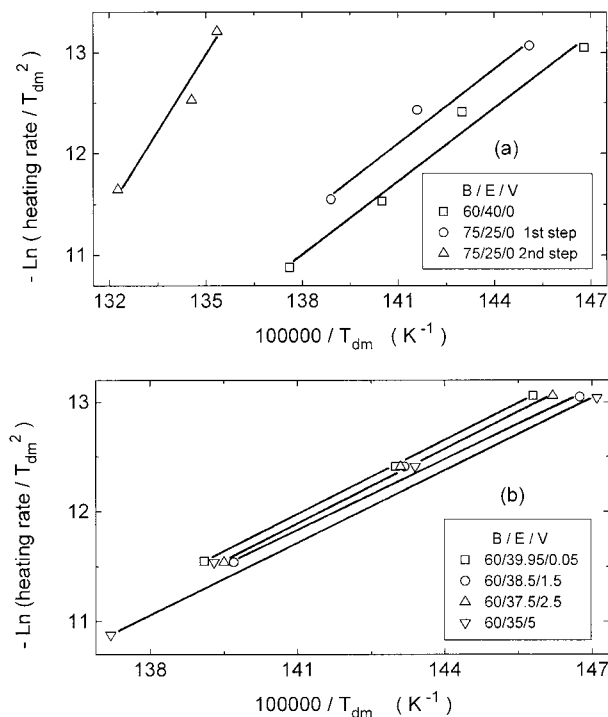 13
12
11
- Ln ( heating rate / T_dm ²)
(a)
B / E / V
□ 60/40/0
○ 75/25/0 1st step
△ 75/25/0 2nd step
132 135 138 141 144 147
100000 / T_dm ( K⁻¹ )
13
12
11
- Ln ( heating rate / T_dm ²)
(b)
B / E / V
□ 60/39.95/0.05
○ 60/38.5/1.5
△ 60/37.5/2.5
▽ 60/35/5
138 141 144 147
100000 / T_dm ( K⁻¹ )